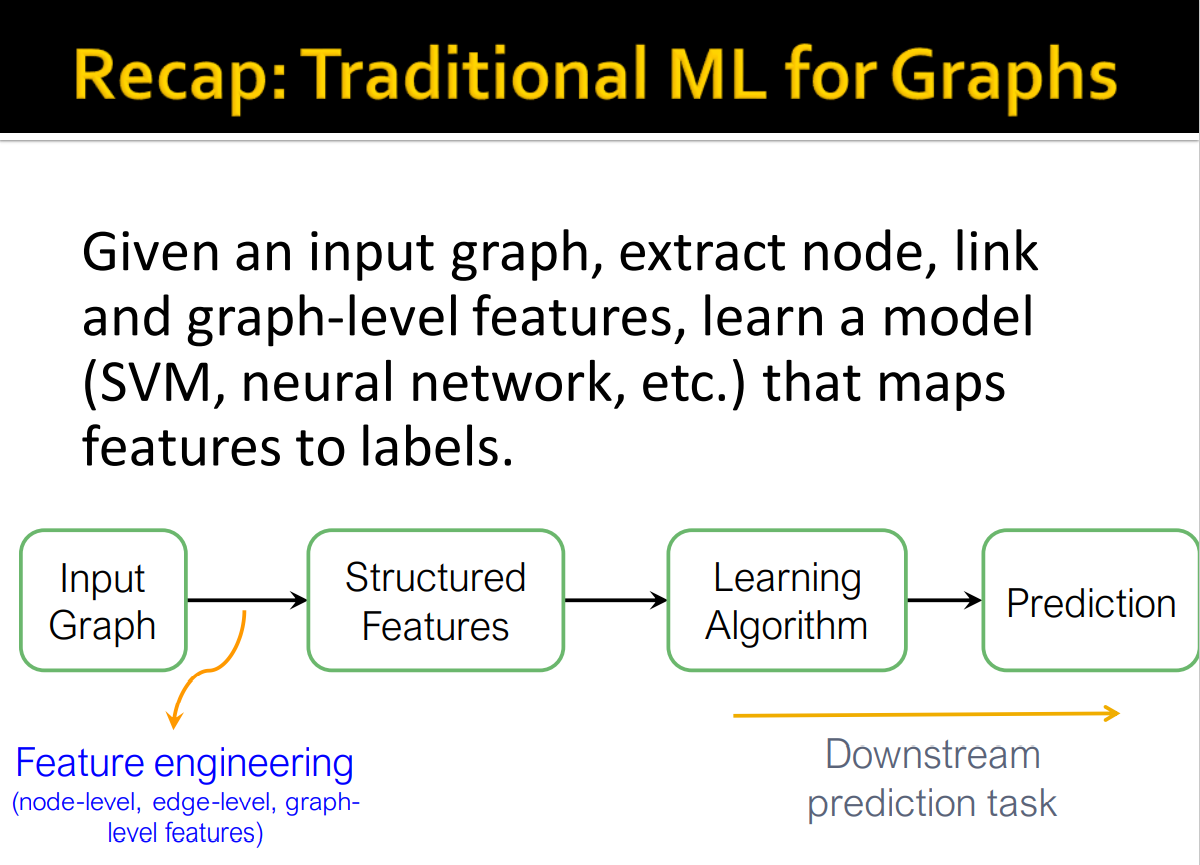 Recap: Traditional ML for Graphs
Given an input graph, extract node, link
and graph-level features, learn a model
(SVM, neural network, etc.) that maps
features to labels.
Input
Graph
Structured
Features
Learning
Algorithm
Prediction
Feature engineering
(node-level, edge-level, graph-
level features)
Downstream
prediction task